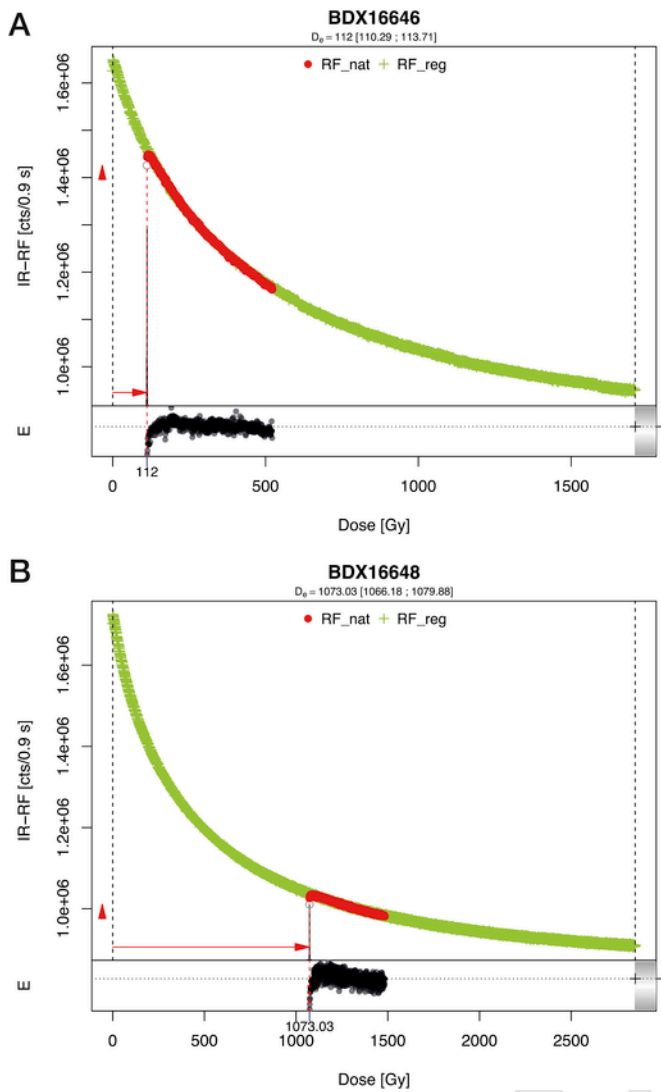 A
BDX16646
Dₑ = 112 [110.29 ; 113.71]
RF_nat RF_reg
IR−RF [cts/0.9 s]
1.6e+06
1.4e+06
1.2e+06
1.0e+06
E
112
0 500 1000 1500
Dose [Gy]
B
BDX16648
Dₑ = 1073.03 [1066.18 ; 1079.88]
RF_nat RF_reg
IR−RF [cts/0.9 s]
1.6e+06
1.4e+06
1.2e+06
1.0e+06
E
1073.03
0 500 1000 1500 2000 2500
Dose [Gy]